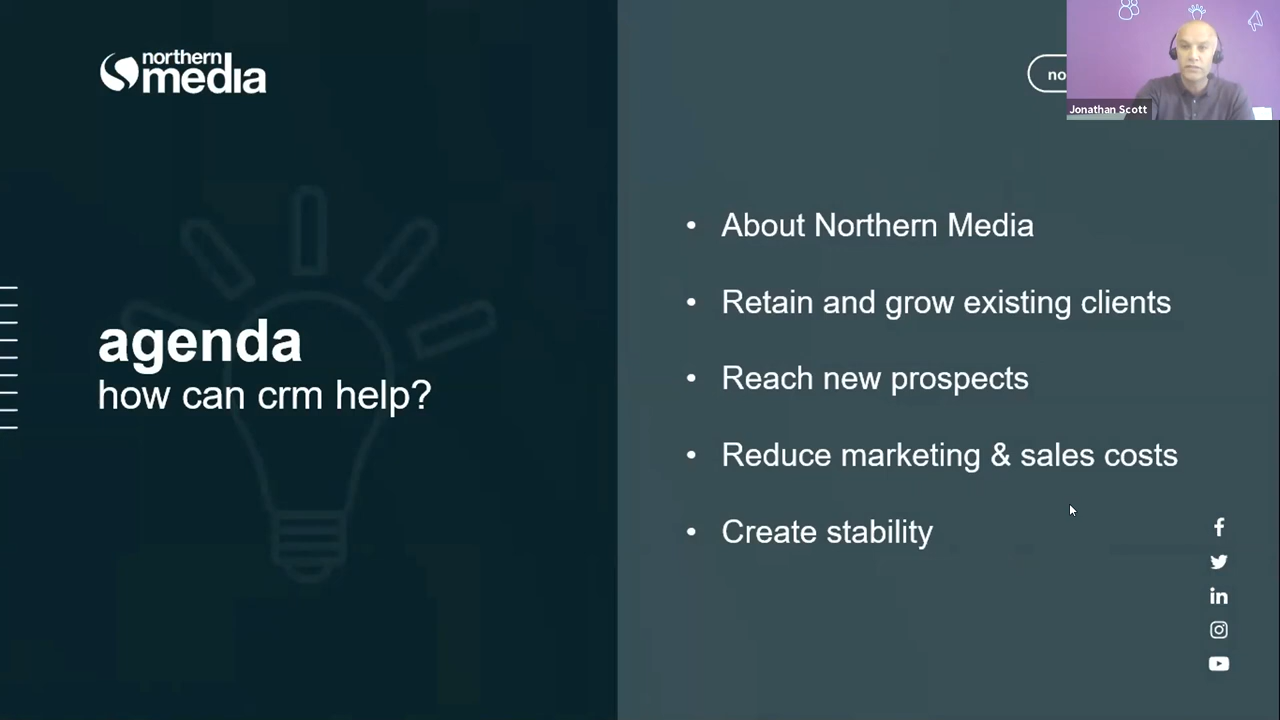 northern
media
no
Jonathan Scott
agenda
how can crm help?
• About Northern Media
• Retain and grow existing clients
• Reach new prospects
• Reduce marketing & sales costs
• Create stability